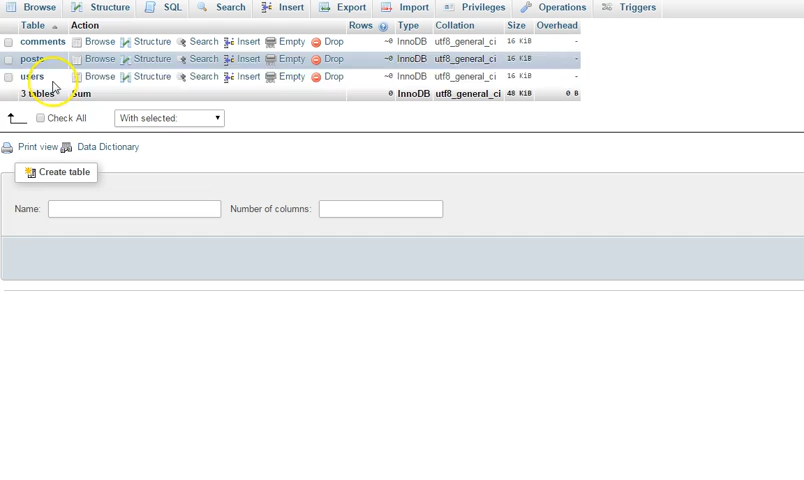 Browse Structure SQL Search Insert Export Import Privileges Operations Triggers
Table Action Rows Type Collation Size Overhead
comments Browse Structure Search Insert Empty Drop ~0 InnoDB utf8_general_ci 16 KiB -
posts Browse Structure Search Insert Empty Drop ~0 InnoDB utf8_general_ci 16 KiB -
users Browse Structure Search Insert Empty Drop ~0 InnoDB utf8_general_ci 16 KiB -
3 tables Sum 0 InnoDB utf8_general_ci 48 KiB 0 B
Check All With selected:
Print view Data Dictionary
Create table
Name: Number of columns: